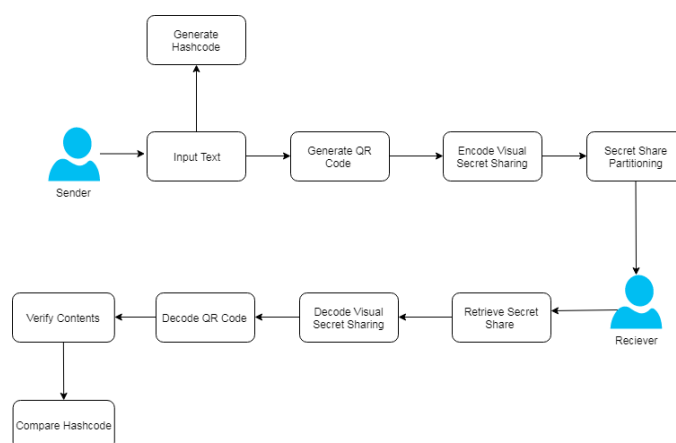 Generate
Hashcode
Input Text
Generate QR
Code
Encode Visual
Secret Sharing
Secret Share
Partitioning
Sender
Verify Contents
Decode QR Code
Decode Visual
Secret Sharing
Retrieve Secret
Share
Reciever
Compare Hashcode